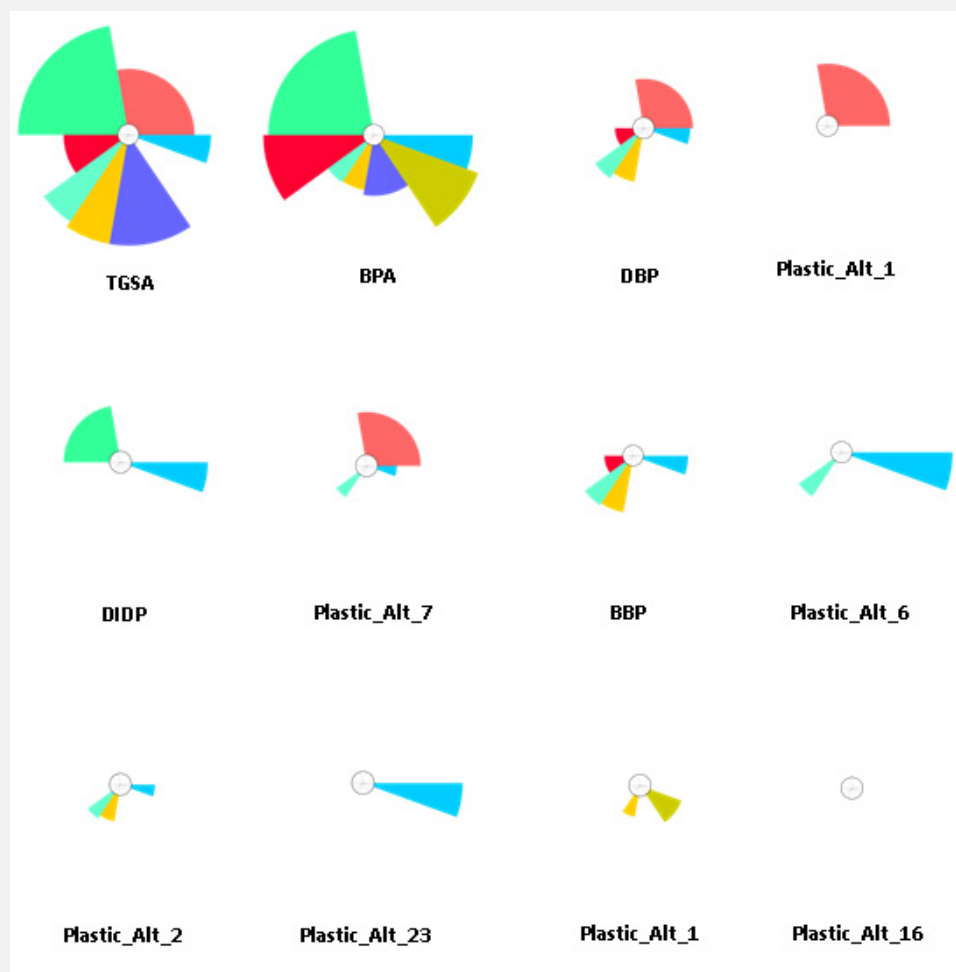 TGSA
BPA
DBP
Plastic_Alt_1
DIDP
Plastic_Alt_7
BBP
Plastic_Alt_6
Plastic_Alt_2
Plastic_Alt_23
Plastic_Alt_1
Plastic_Alt_16